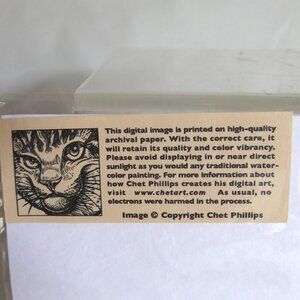 This digital image is printed on high-quality
archival paper. With the correct care, it
will retain its quality and color vibrancy.
Please avoid displaying in or near direct
sunlight as you would any traditional water-
color painting. For more information about
how Chet Phillips creates his digital art,
visit www.chetart.com As usual, no
electrons were harmed in the process.
Image © Copyright Chet Phillips